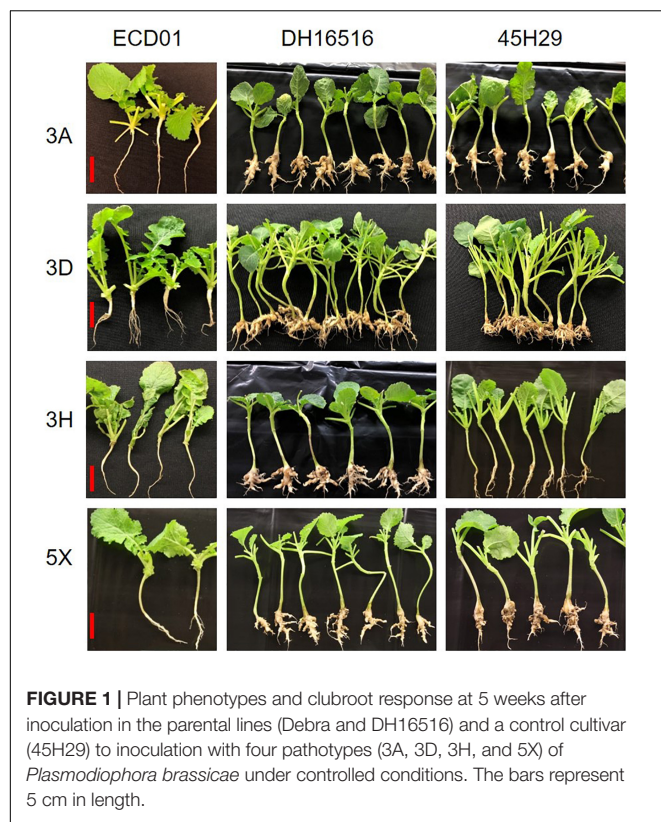 ECD01 DH16516 45H29
3A
3D
3H
5X
FIGURE 1 | Plant phenotypes and clubroot response at 5 weeks after
inoculation in the parental lines (Debra and DH16516) and a control cultivar
(45H29) to inoculation with four pathotypes (3A, 3D, 3H, and 5X) of
Plasmodiophora brassicae under controlled conditions. The bars represent
5 cm in length.